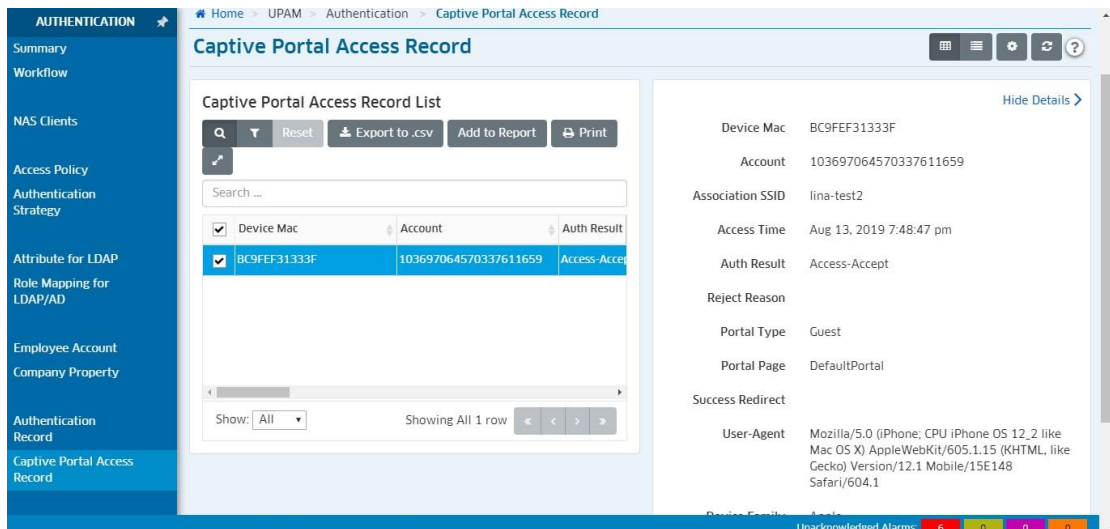 AUTHENTICATION
Summary
Workflow
NAS Clients
Access Policy
Authentication
Strategy
Attribute for LDAP
Role Mapping for
LDAP/AD
Employee Account
Company Property
Authentication
Record
Captive Portal Access
Record
Home > UPAM > Authentication > Captive Portal Access Record
Captive Portal Access Record
?
Captive Portal Access Record List
Reset Export to .csv Add to Report Print
Search ...
Device Mac Account Auth Result
BC9FEF31333F 103697064570337611659 Access-Accep
Show: All Showing All 1 row « < > »
Hide Details >
Device Mac BC9FEF31333F
Account 103697064570337611659
Association SSID lina-test2
Access Time Aug 13, 2019 7:48:47 pm
Auth Result Access-Accept
Reject Reason
Portal Type Guest
Portal Page DefaultPortal
Success Redirect
User-Agent Mozilla/5.0 (iPhone; CPU iPhone OS 12_2 like
Mac OS X) AppleWebKit/605.1.15 (KHTML, like
Gecko) Version/12.1 Mobile/15E148
Safari/604.1
Device Family Apple
Unacknowledged Alarms: 6 0 0 0